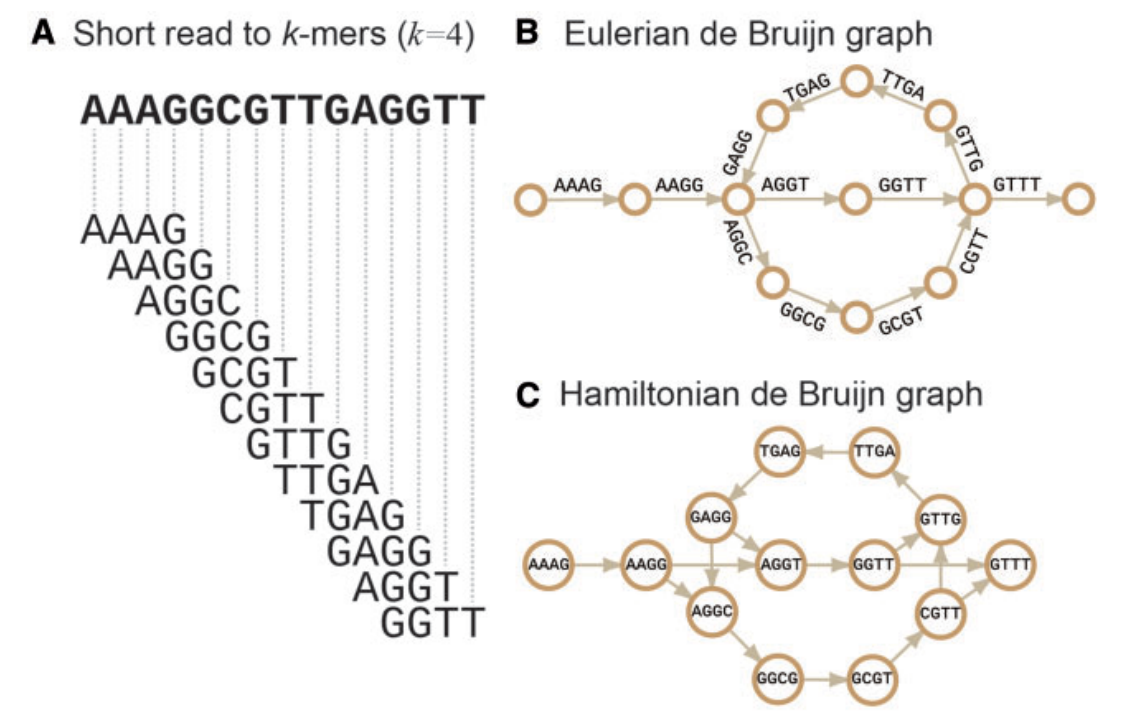 A Short read to k-mers (k=4)
AAAGGCGTTGAGGTT
AAAG
AAGG
AGGC
GGCG
GCGT
CGTT
GTTG
TTGA
TGAG
GAGG
AGGT
GGTT
B Eulerian de Bruijn graph
TGAG TTGA
GAGG GTTG
AAAG AAGG AGGT GGTT GTTT
AGGC CGTT
GGCG GCGT
C Hamiltonian de Bruijn graph
TGAG TTGA
GAGG GTTG
AAAG AAGG AGGT GGTT GTTT
AGGC CGTT
GGCG GCGT